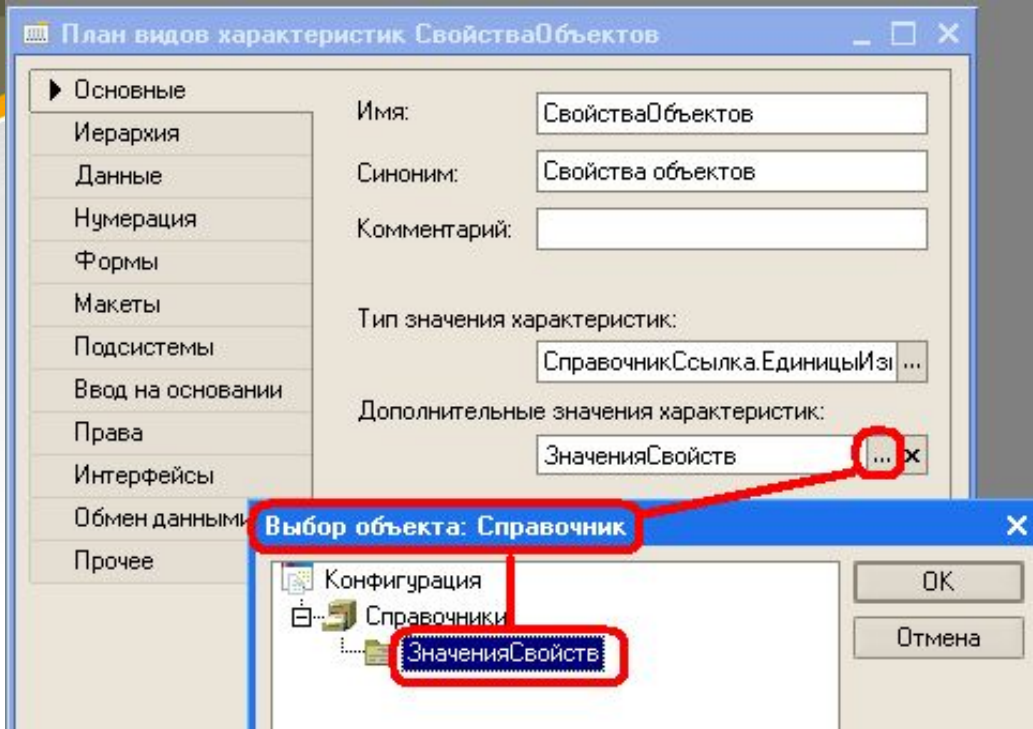 План видов характеристик СвойстваОбъектов
Основные
Иерархия
Данные
Нумерация
Формы
Макеты
Подсистемы
Ввод на основании
Права
Интерфейсы
Обмен данными
Прочее
Имя: СвойстваОбъектов
Синоним: Свойства объектов
Комментарий:
Тип значения характеристик:
СправочникСсылка.ЕдиницыИз ...
Дополнительные значения характеристик:
ЗначенияСвойств ... x
Выбор объекта: Справочник
Конфигурация
Справочники
ЗначенияСвойств
OK
Отмена